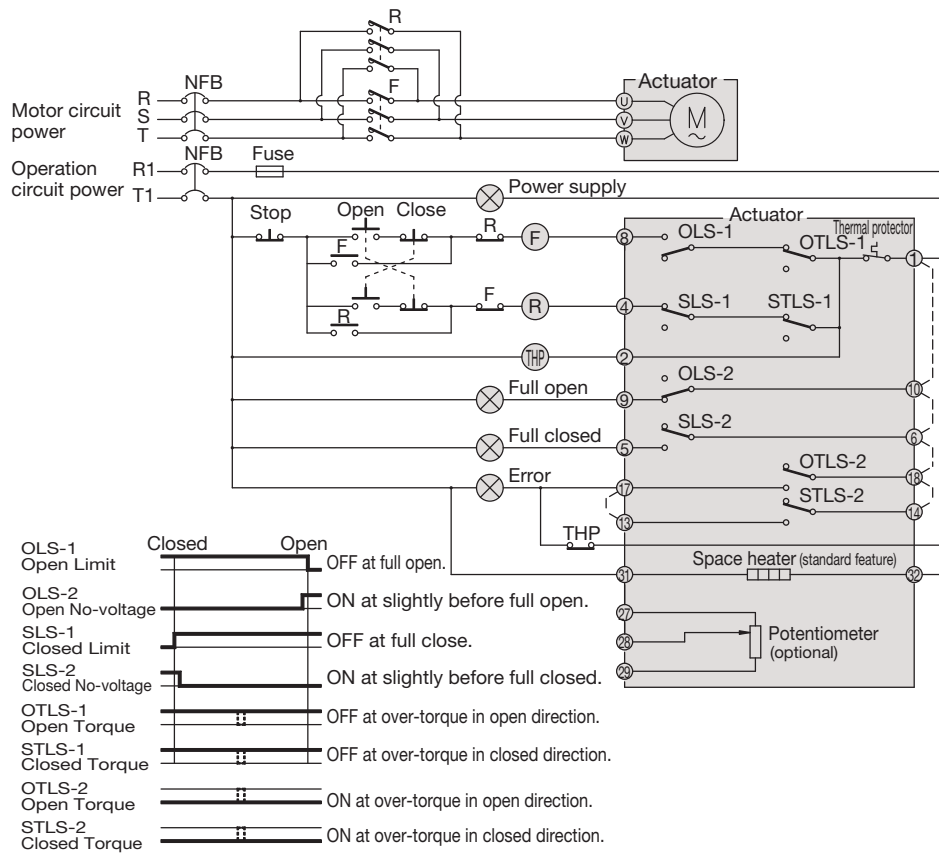 R
NFB
F
Actuator
Motor circuit power
R
S
T
U
V
W
M
~
NFB
Fuse
Operation circuit power
R1
T1
Power supply
Stop
Open
Close
R
F
F
8
Actuator
OLS-1
OTLS-1
Thermal protector
1
R
F
R
4
SLS-1
STLS-1
THP
2
OLS-2
Full open
9
10
SLS-2
Full closed
5
6
OTLS-2
Error
17
18
STLS-2
13
14
THP
Space heater (standard feature)
31
32
27
28
29
Potentiometer
(optional)
Closed
Open
OLS-1
Open Limit
OFF at full open.
OLS-2
Open No-voltage
ON at slightly before full open.
SLS-1
Closed Limit
OFF at full close.
SLS-2
Closed No-voltage
ON at slightly before full closed.
OTLS-1
Open Torque
OFF at over-torque in open direction.
STLS-1
Closed Torque
OFF at over-torque in closed direction.
OTLS-2
Open Torque
ON at over-torque in open direction.
STLS-2
Closed Torque
ON at over-torque in closed direction.